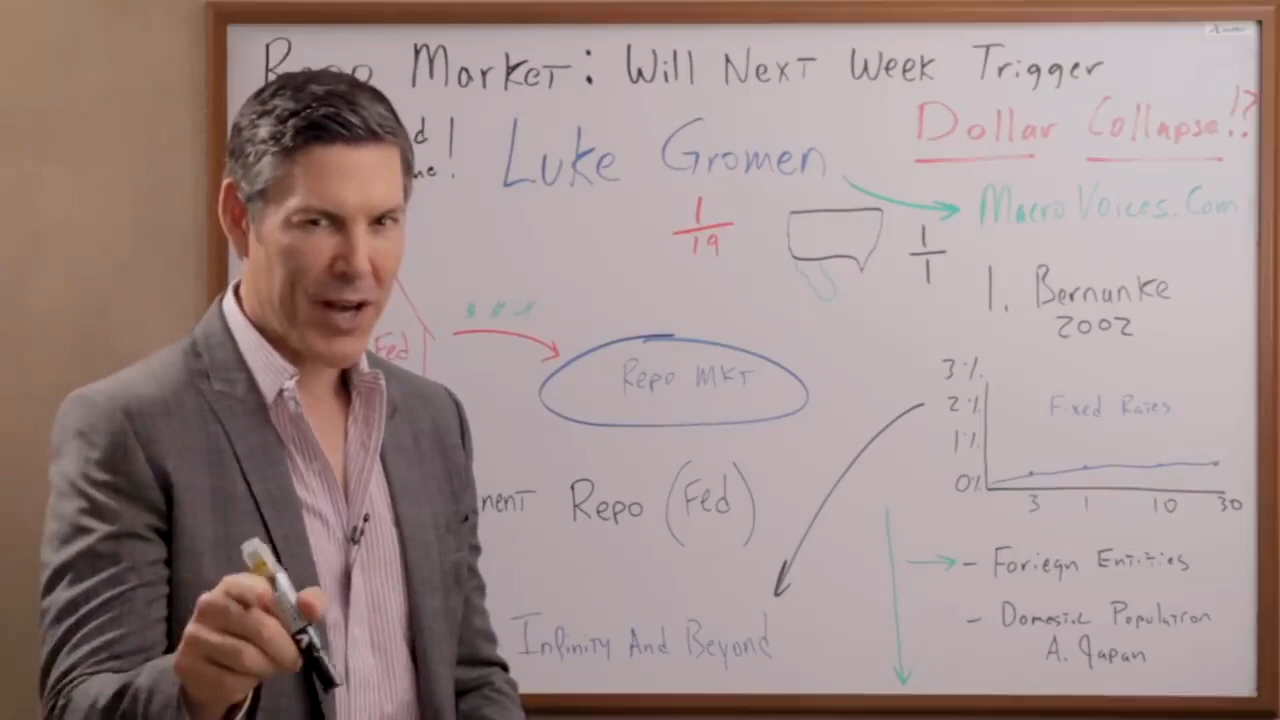 Repo Market: Will Next Week Trigger
Dollar Collapse!?
Luke Gromen
MacroVoices.Com
1
19
1
1
1. Bernanke
2002
$ $ $
Fed
Repo MKT
3%
2%
1%
0%
Fixed Rates
3 1 10 30
Repo (Fed)
- Foriegn Entities
- Domestic Population
A. Japan
Infinity And Beyond